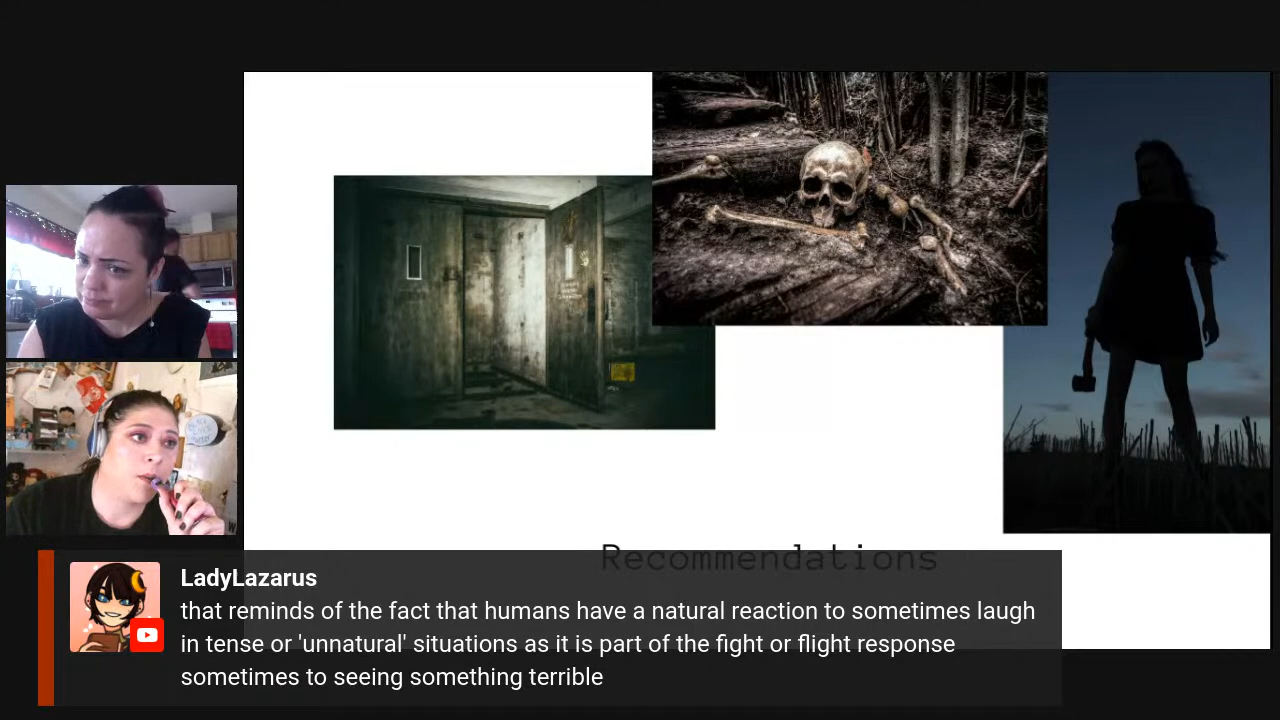 Recommendations
LadyLazarus
that reminds of the fact that humans have a natural reaction to sometimes laugh
in tense or 'unnatural' situations as it is part of the fight or flight response
sometimes to seeing something terrible